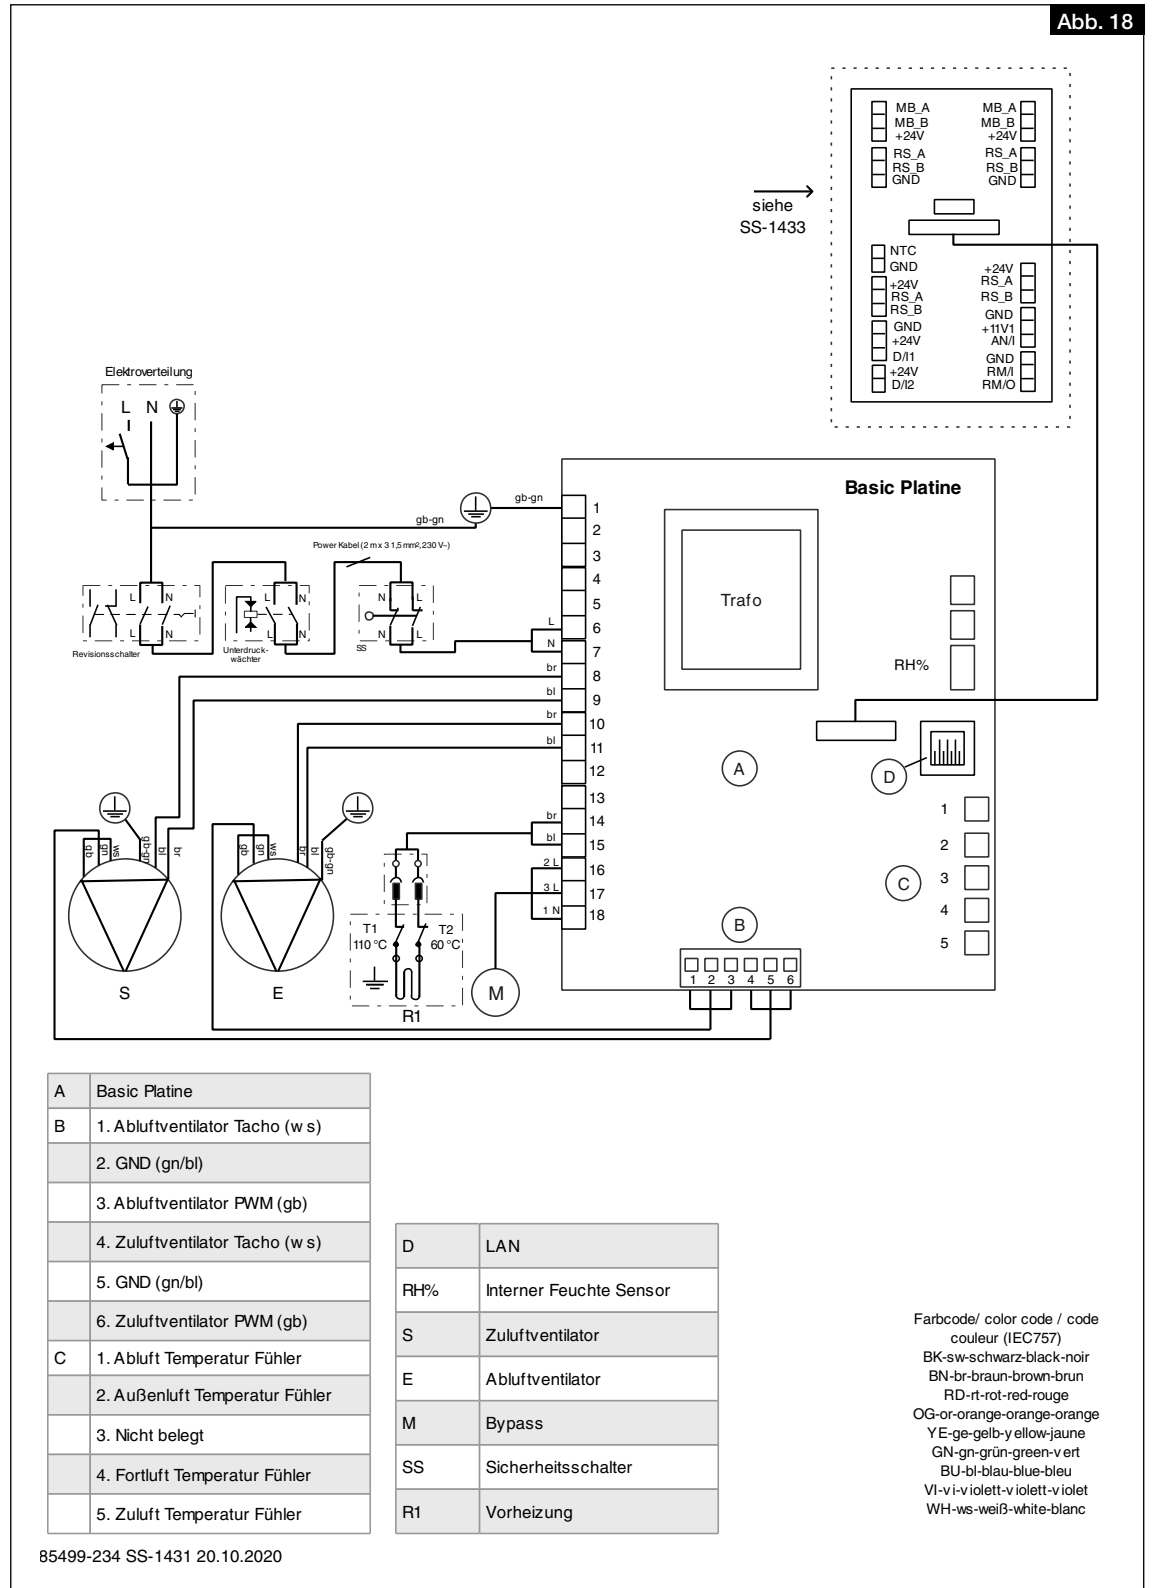 Abb. 18
MB_A
MB_B
+24V
RS_A
RS_B
GND
MB_A
MB_B
+24V
RS_A
RS_B
GND
siehe
SS-1433
NTC
GND
+24V
RS_A
RS_B
GND
+24V
D/I1
+24V
D/I2
+24V
RS_A
RS_B
GND
+11V1
AN/I
GND
RM/I
RM/O
Elektroverteilung
L N
Basic Platine
gb-gn
gb-gn
Power Kabel (2 m x 3 1,5 mm², 230 V~)
L N
L N
Revisionsschalter
L N
L N
Unterdruck-
wächter
N L
N L
SS
L
N
br
bl
br
bl
br
bl
2 L
3 L
1 N
1
2
3
4
5
6
7
8
9
10
11
12
13
14
15
16
17
18
Trafo
RH%
A
D
C
1
2
3
4
5
B
1 2 3 4 5 6
gb gn ws gb-gn bl br
S
gb gn ws br bl gb-gn
E
T1
110 °C
T2
60 °C
R1
M
A Basic Platine
B 1. Abluftventilator Tacho (w s)
2. GND (gn/bl)
3. Abluftventilator PWM (gb)
4. Zuluftventilator Tacho (w s)
5. GND (gn/bl)
6. Zuluftventilator PWM (gb)
C 1. Abluft Temperatur Fühler
2. Außenluft Temperatur Fühler
3. Nicht belegt
4. Fortluft Temperatur Fühler
5. Zuluft Temperatur Fühler
D LAN
RH% Interner Feuchte Sensor
S Zuluftventilator
E Abluftventilator
M Bypass
SS Sicherheitsschalter
R1 Vorheizung
Farbcode/ color code / code
couleur (IEC757)
BK-sw-schwarz-black-noir
BN-br-braun-brown-brun
RD-rt-rot-red-rouge
OG-or-orange-orange-orange
YE-ge-gelb-yellow-jaune
GN-gn-grün-green-vert
BU-bl-blau-blue-bleu
VI-vi-violett-violett-violet
WH-ws-weiß-white-blanc
85499-234 SS-1431 20.10.2020